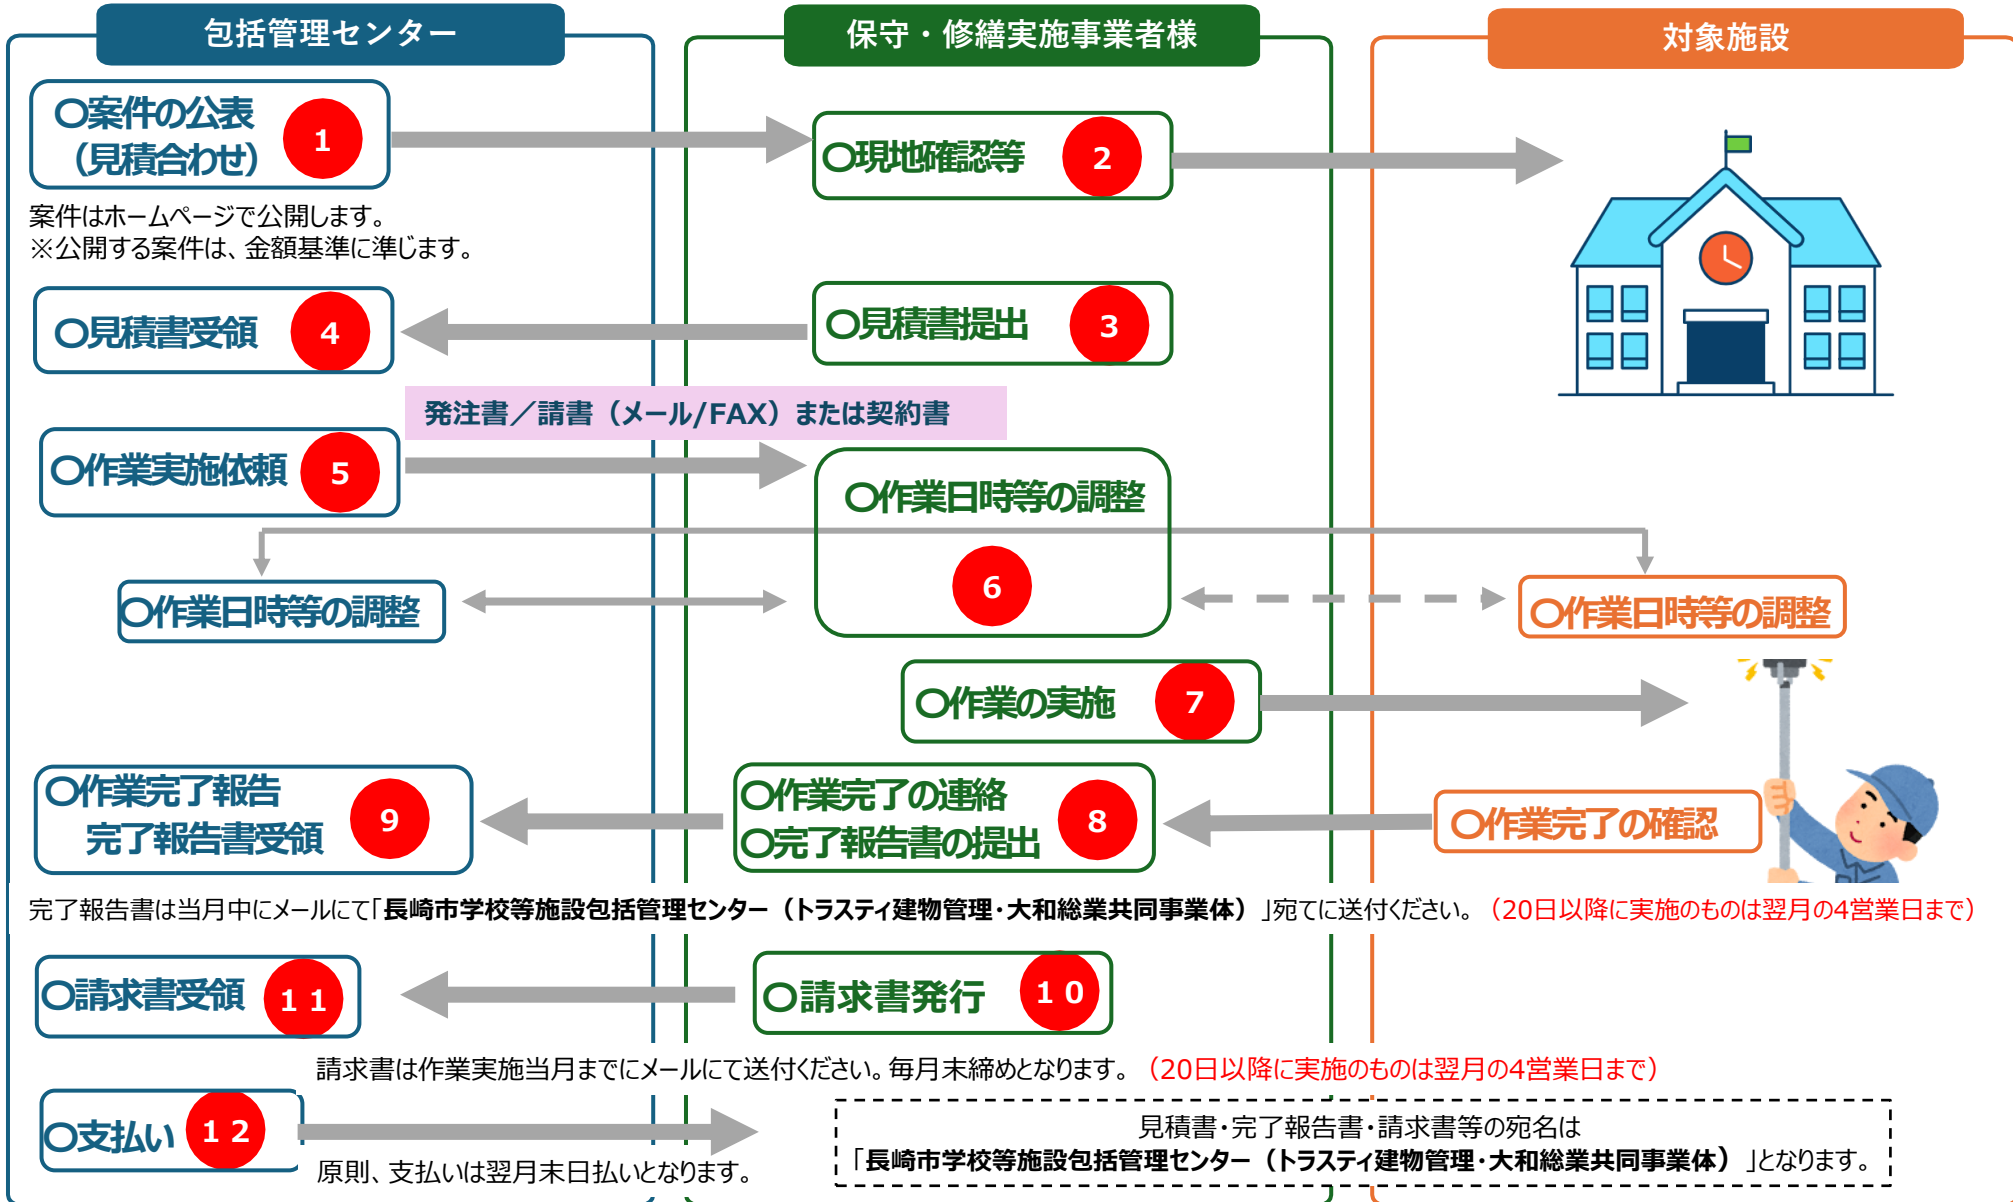 包括管理センター
保守・修繕実施事業者様
対象施設
〇案件の公表
（見積合わせ）
1
〇現地確認等
2
案件はホームページで公開します。
※公開する案件は、金額基準に準じます。
〇見積書受領
4
〇見積書提出
3
発注書／請書（メール/FAX）または契約書
〇作業実施依頼
5
〇作業日時等の調整
6
〇作業日時等の調整
〇作業日時等の調整
〇作業の実施
7
〇作業完了報告
完了報告書受領
9
〇作業完了の連絡
〇完了報告書の提出
8
〇作業完了の確認
完了報告書は当月中にメールにて「長崎市学校等施設包括管理センター（トラスティ建物管理・大和総業共同事業体）」宛てに送付ください。（20日以降に実施のものは翌月の4営業日まで）
〇請求書受領
11
〇請求書発行
10
請求書は作業実施当月までにメールにて送付ください。毎月末締めとなります。（20日以降に実施のものは翌月の4営業日まで）
〇支払い
12
原則、支払いは翌月末日払いとなります。
見積書・完了報告書・請求書等の宛名は
「長崎市学校等施設包括管理センター（トラスティ建物管理・大和総業共同事業体）」となります。